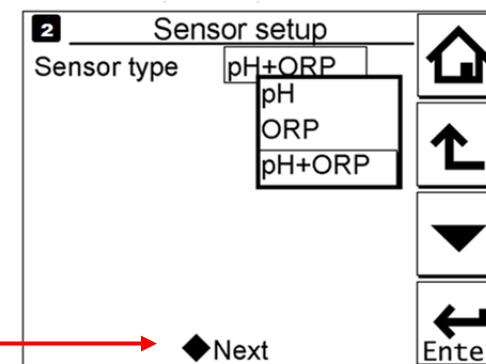 2 Sensor setup
Sensor type pH+ORP
pH
ORP
pH+ORP
Next
Ente